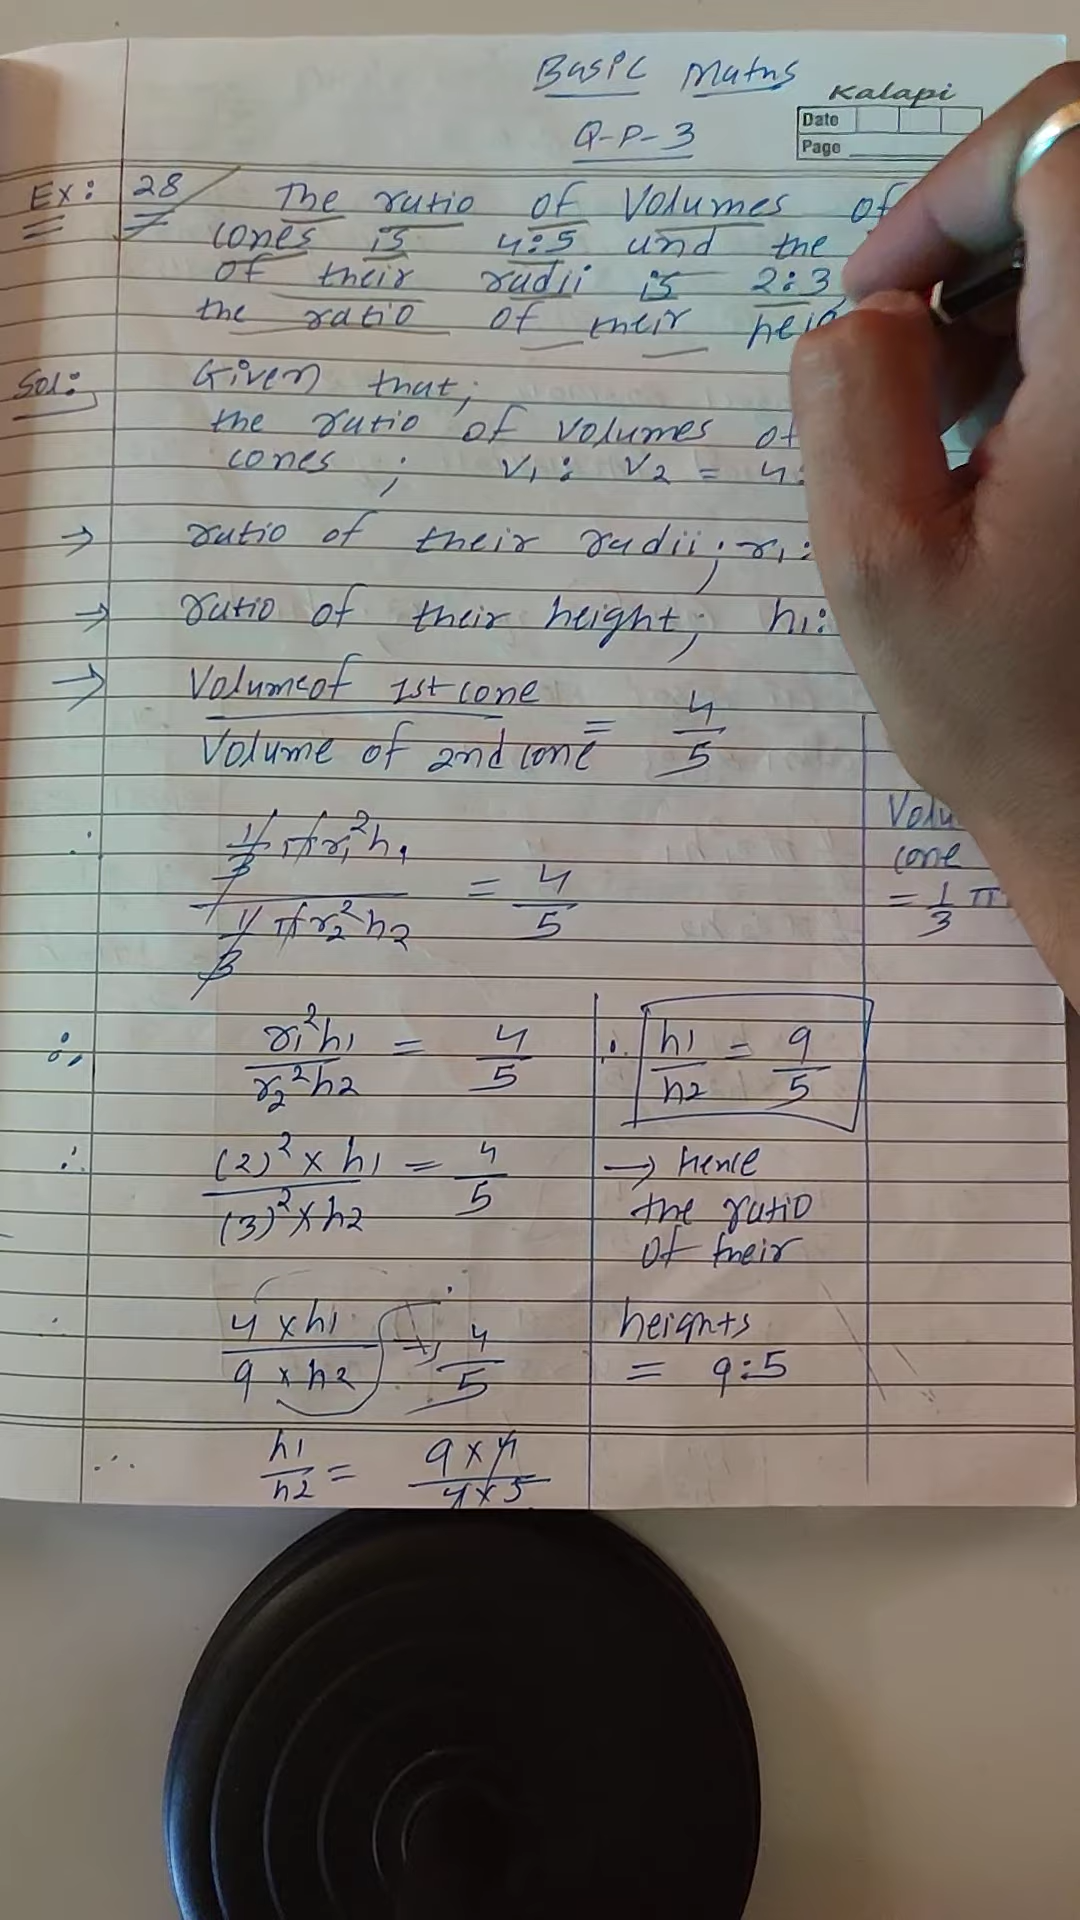 Basic Maths
Kalapi
Date
Page
Q-P-3
Ex: 28 The ratio of Volumes of
cones is 4:5 and the
of their radii is 2:3
the ratio of their
Sol: Given that;
the ratio of volumes of
cones ; V1 : V2 = 4:
→ ratio of their radii; r1:
→ ratio of their height; h1:
→ Volume of 1st cone
Volume of 2nd cone = 4/5
∴ 1/3 πr1²h1 / 1/3 πr2²h2 = 4/5
cone
= 1/3 π
∴ r1²h1 / r2²h2 = 4/5
∴ (2)² × h1 / (3)² × h2 = 4/5
∴ 4 × h1 / 9 × h2 = 4/5
∴ h1/h2 = 9 × 4 / 4 × 5
∴ h1/h2 = 9/5
→ Hence
the ratio
of their
heights
= 9:5